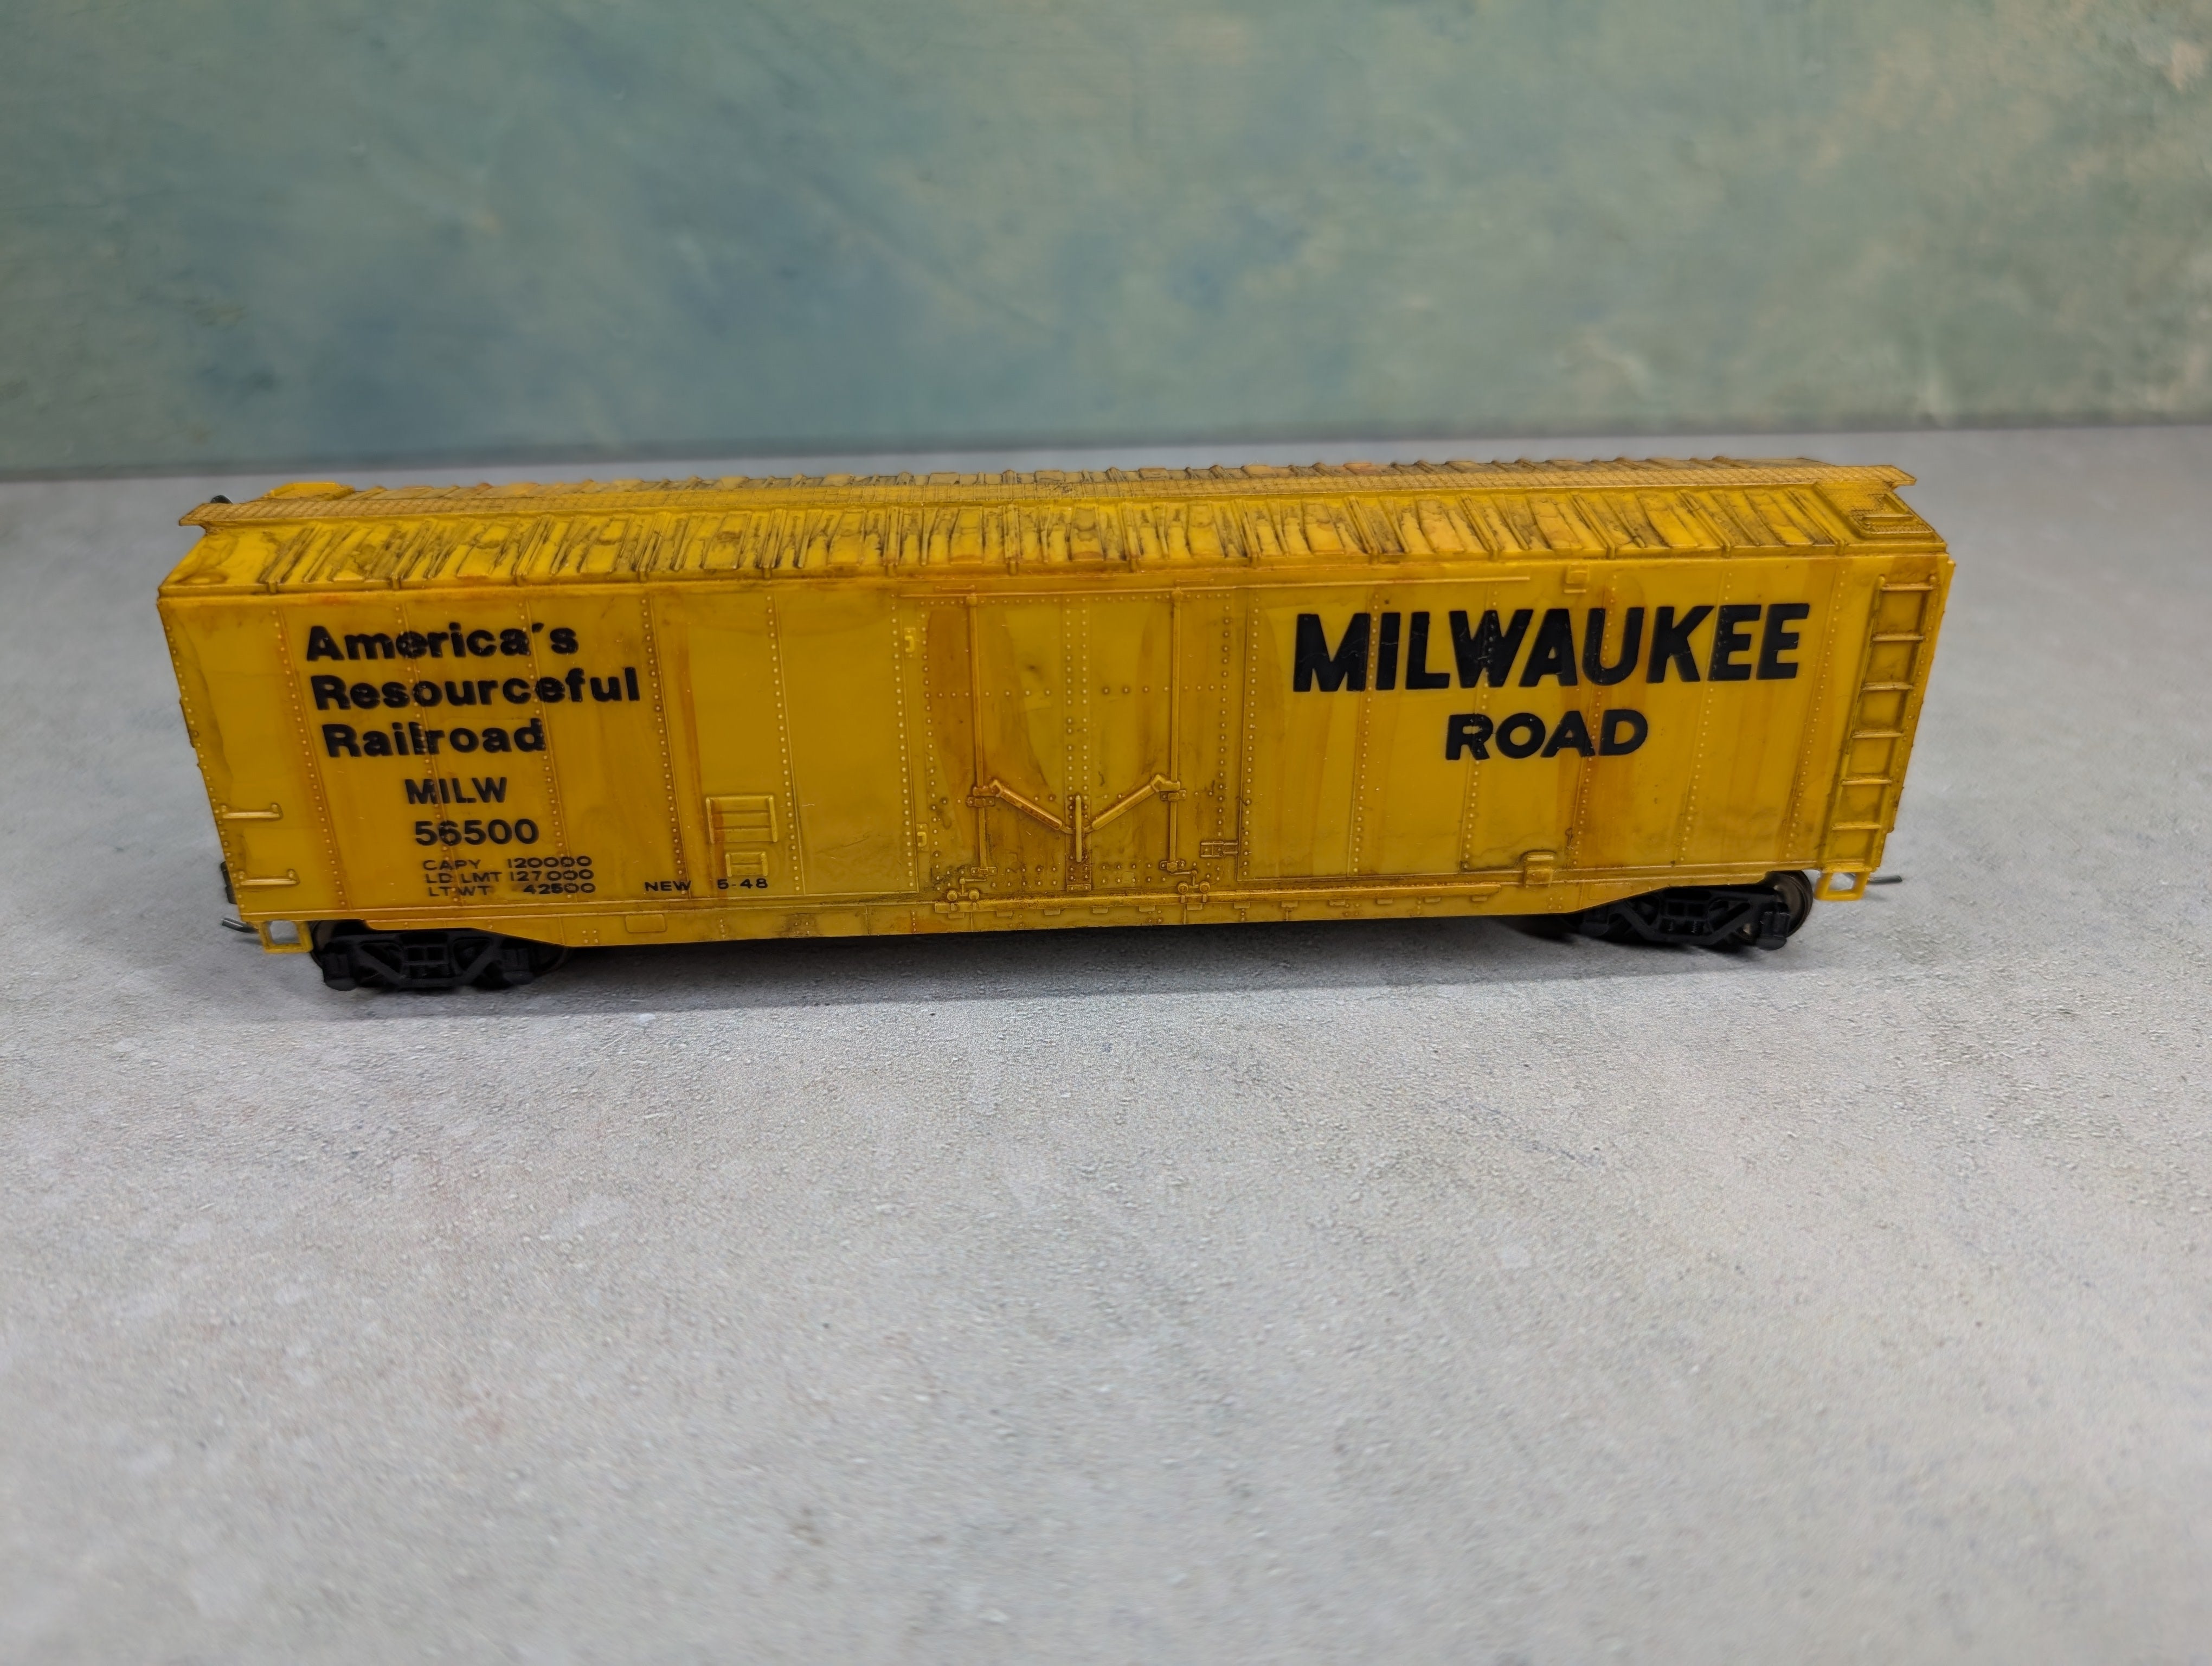 America's
Resourceful
Railroad
MILW
56500
CAPY 120000
LD LMT 127000
LT WT 42500
NEW 5-48
MILWAUKEE
ROAD